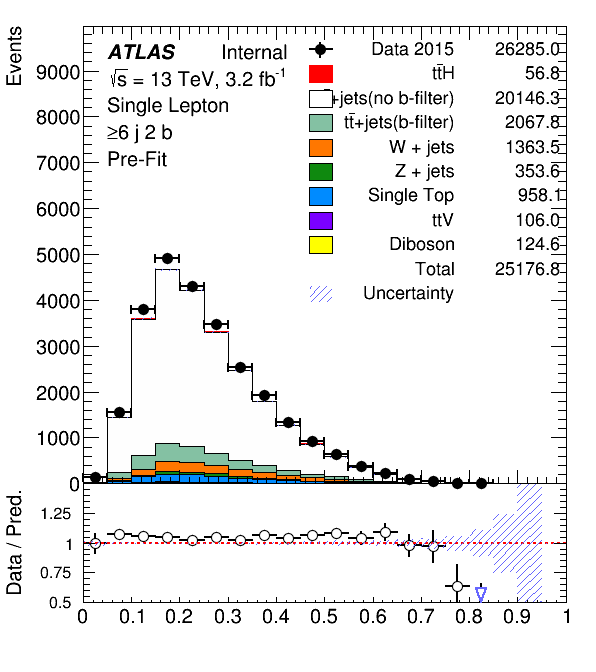 Events
ATLAS Internal
√s = 13 TeV, 3.2 fb⁻¹
Single Lepton
≥6 j 2 b
Pre-Fit
Data 2015 26285.0
tt̄H 56.8
+jets(no b-filter) 20146.3
tt̄+jets(b-filter) 2067.8
W + jets 1363.5
Z + jets 353.6
Single Top 958.1
ttV 106.0
Diboson 124.6
Total 25176.8
Uncertainty
9000
8000
7000
6000
5000
4000
3000
2000
1000
0
Data / Pred.
1.25
1
0.75
0.5
0 0.1 0.2 0.3 0.4 0.5 0.6 0.7 0.8 0.9 1